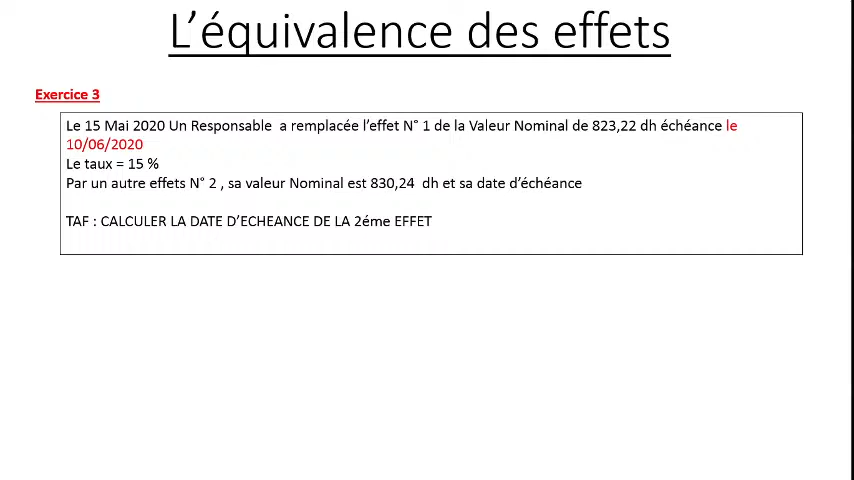 L’équivalence des effets
Exercice 3
Le 15 Mai 2020 Un Responsable a remplacée l’effet N° 1 de la Valeur Nominal de 823,22 dh échéance le
10/06/2020
Le taux = 15 %
Par un autre effets N° 2 , sa valeur Nominal est 830,24 dh et sa date d’échéance
TAF : CALCULER LA DATE D’ECHEANCE DE LA 2éme EFFET